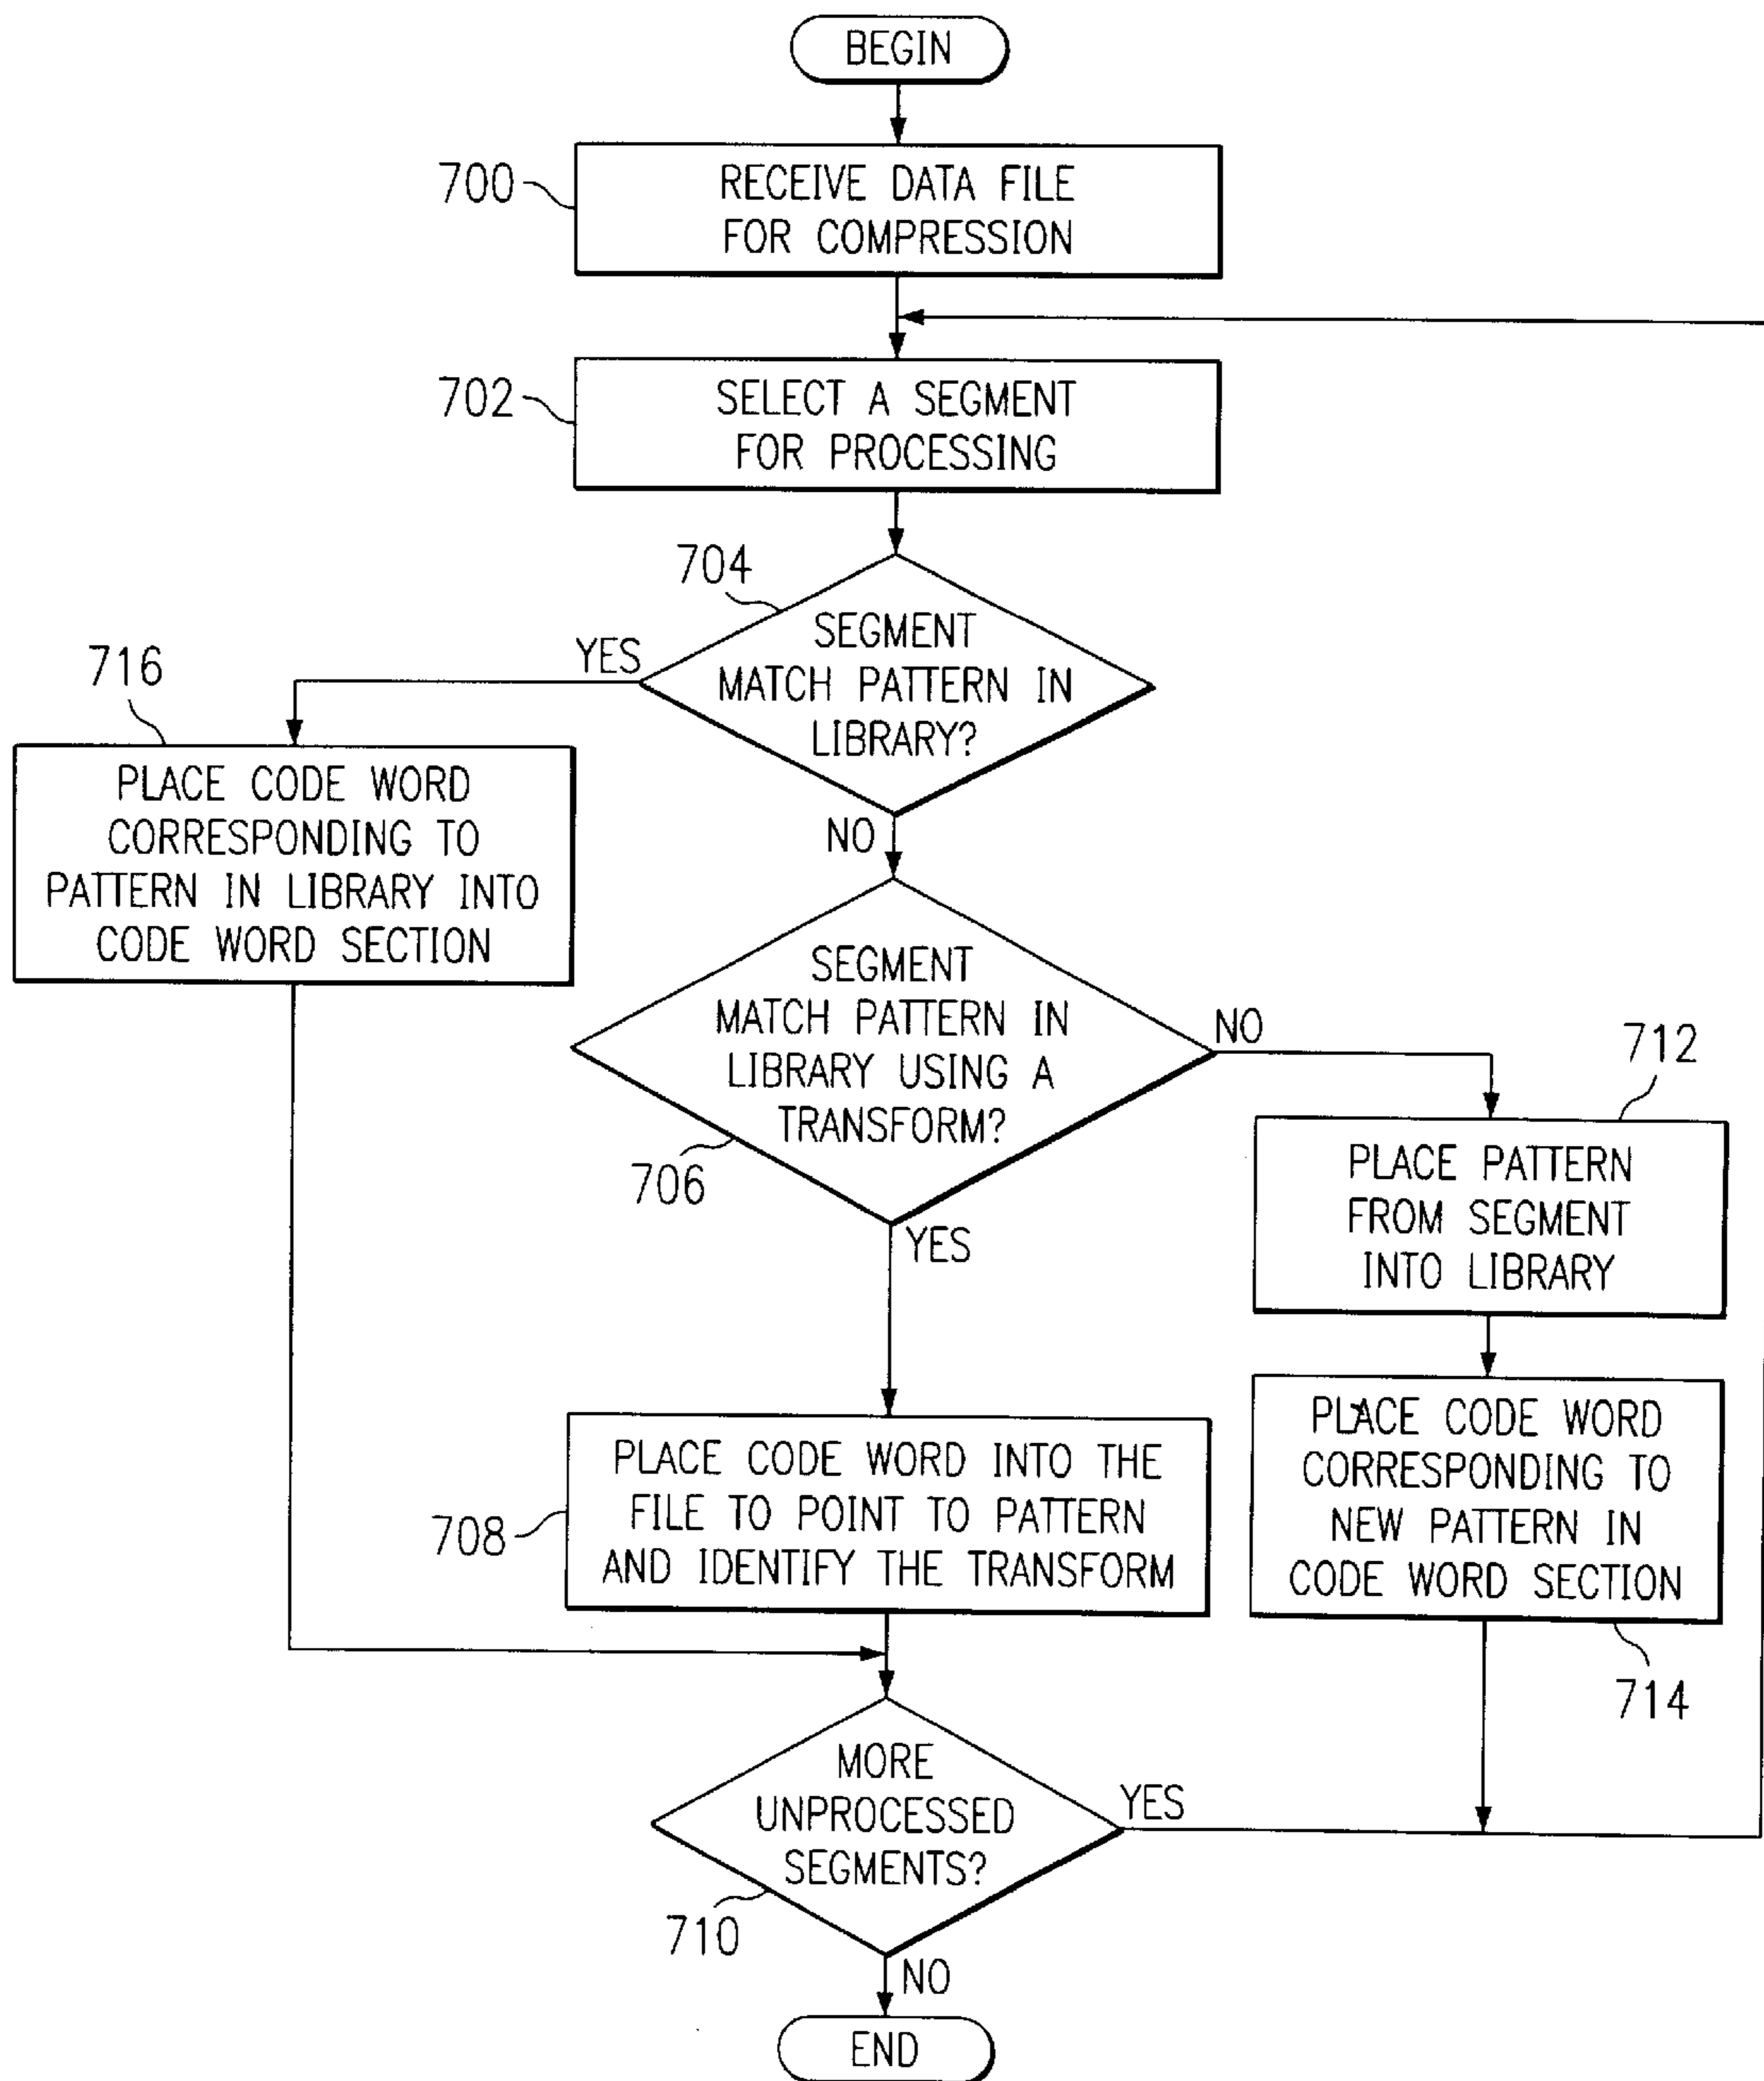 BEGIN
700
RECEIVE DATA FILE
FOR COMPRESSION
702
SELECT A SEGMENT
FOR PROCESSING
704
SEGMENT
MATCH PATTERN IN
LIBRARY?
YES
NO
716
PLACE CODE WORD
CORRESPONDING TO
PATTERN IN LIBRARY INTO
CODE WORD SECTION
SEGMENT
MATCH PATTERN IN
LIBRARY USING A
TRANSFORM?
706
NO
YES
712
PLACE PATTERN
FROM SEGMENT
INTO LIBRARY
708
PLACE CODE WORD INTO THE
FILE TO POINT TO PATTERN
AND IDENTIFY THE TRANSFORM
PLACE CODE WORD
CORRESPONDING TO
NEW PATTERN IN
CODE WORD SECTION
714
MORE
UNPROCESSED
SEGMENTS?
710
YES
NO
END